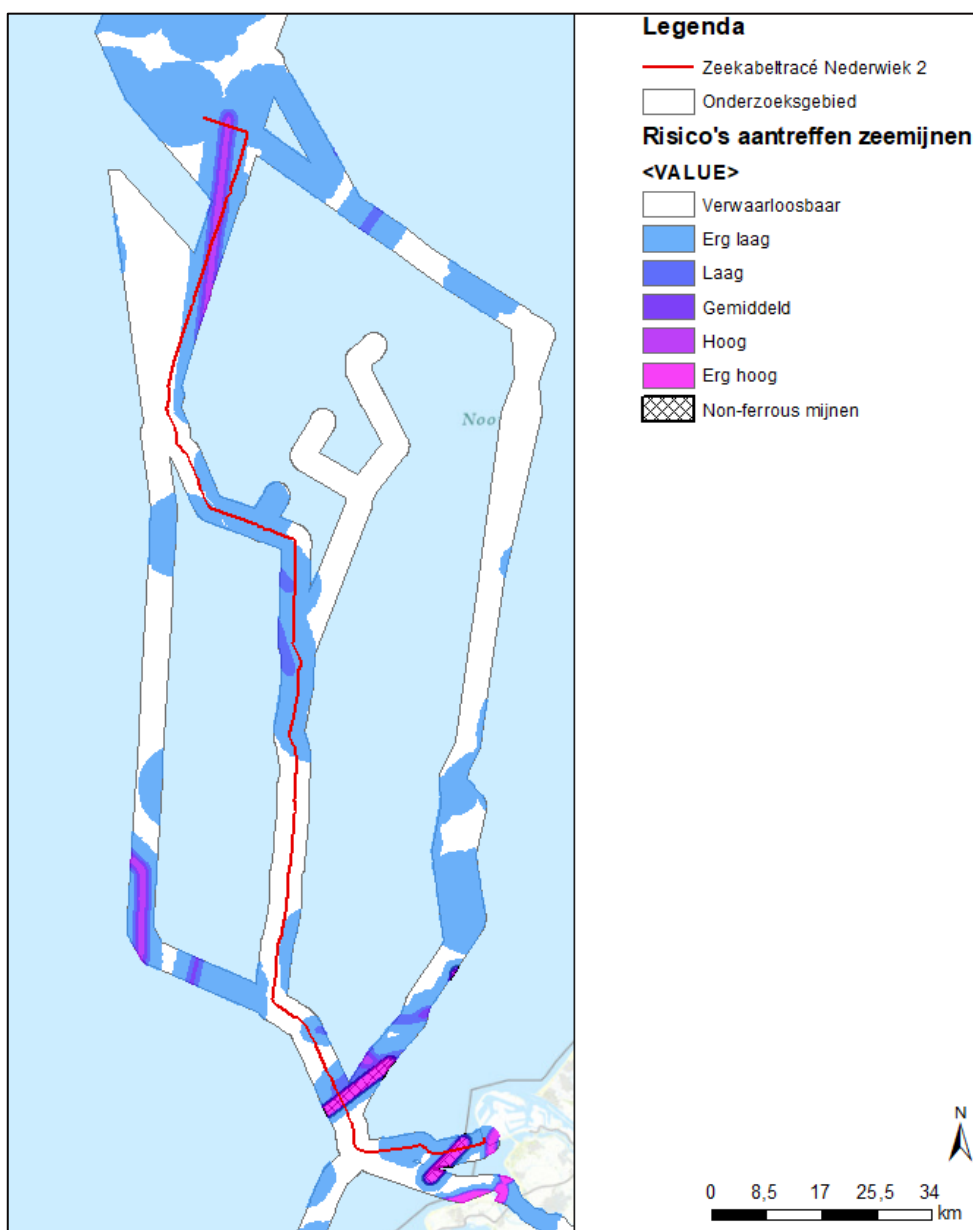 Legenda
Zeekabeltracé Nederwiek 2
Onderzoeksgebied
Risico's aantreffen zeemijnen
<VALUE>
Verwaarloosbaar
Erg laag
Laag
Gemiddeld
Hoog
Erg hoog
Non-ferrous mijnen
Noo
N
0 8,5 17 25,5 34
km